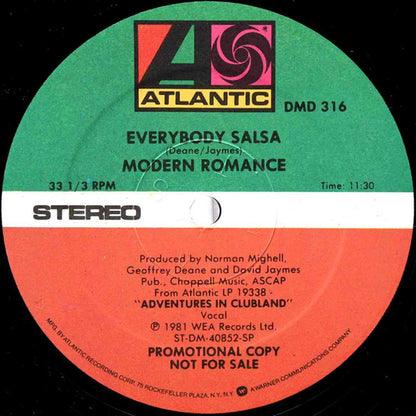 ATLANTIC
DMD 316
EVERYBODY SALSA
(Deane/Jaymes)
MODERN ROMANCE
33 1/3 RPM
Time: 11:30
STEREO
Produced by Norman Mighell,
Geoffrey Deane and David Jaymes
Pub., Chappell Music, ASCAP
From Atlantic LP 19338 -
"ADVENTURES IN CLUBLAND"
Vocal
℗ 1981 WEA Records Ltd.
ST-DM-40852-SP
PROMOTIONAL COPY
NOT FOR SALE
MFG. BY ATLANTIC RECORDING CORP., 75 ROCKEFELLER PLAZA, N.Y., N.Y. A WARNER COMMUNICATIONS COMPANY